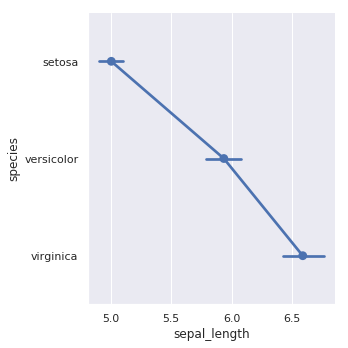 setosa
versicolor
virginica
species
5.0 5.5 6.0 6.5
sepal_length